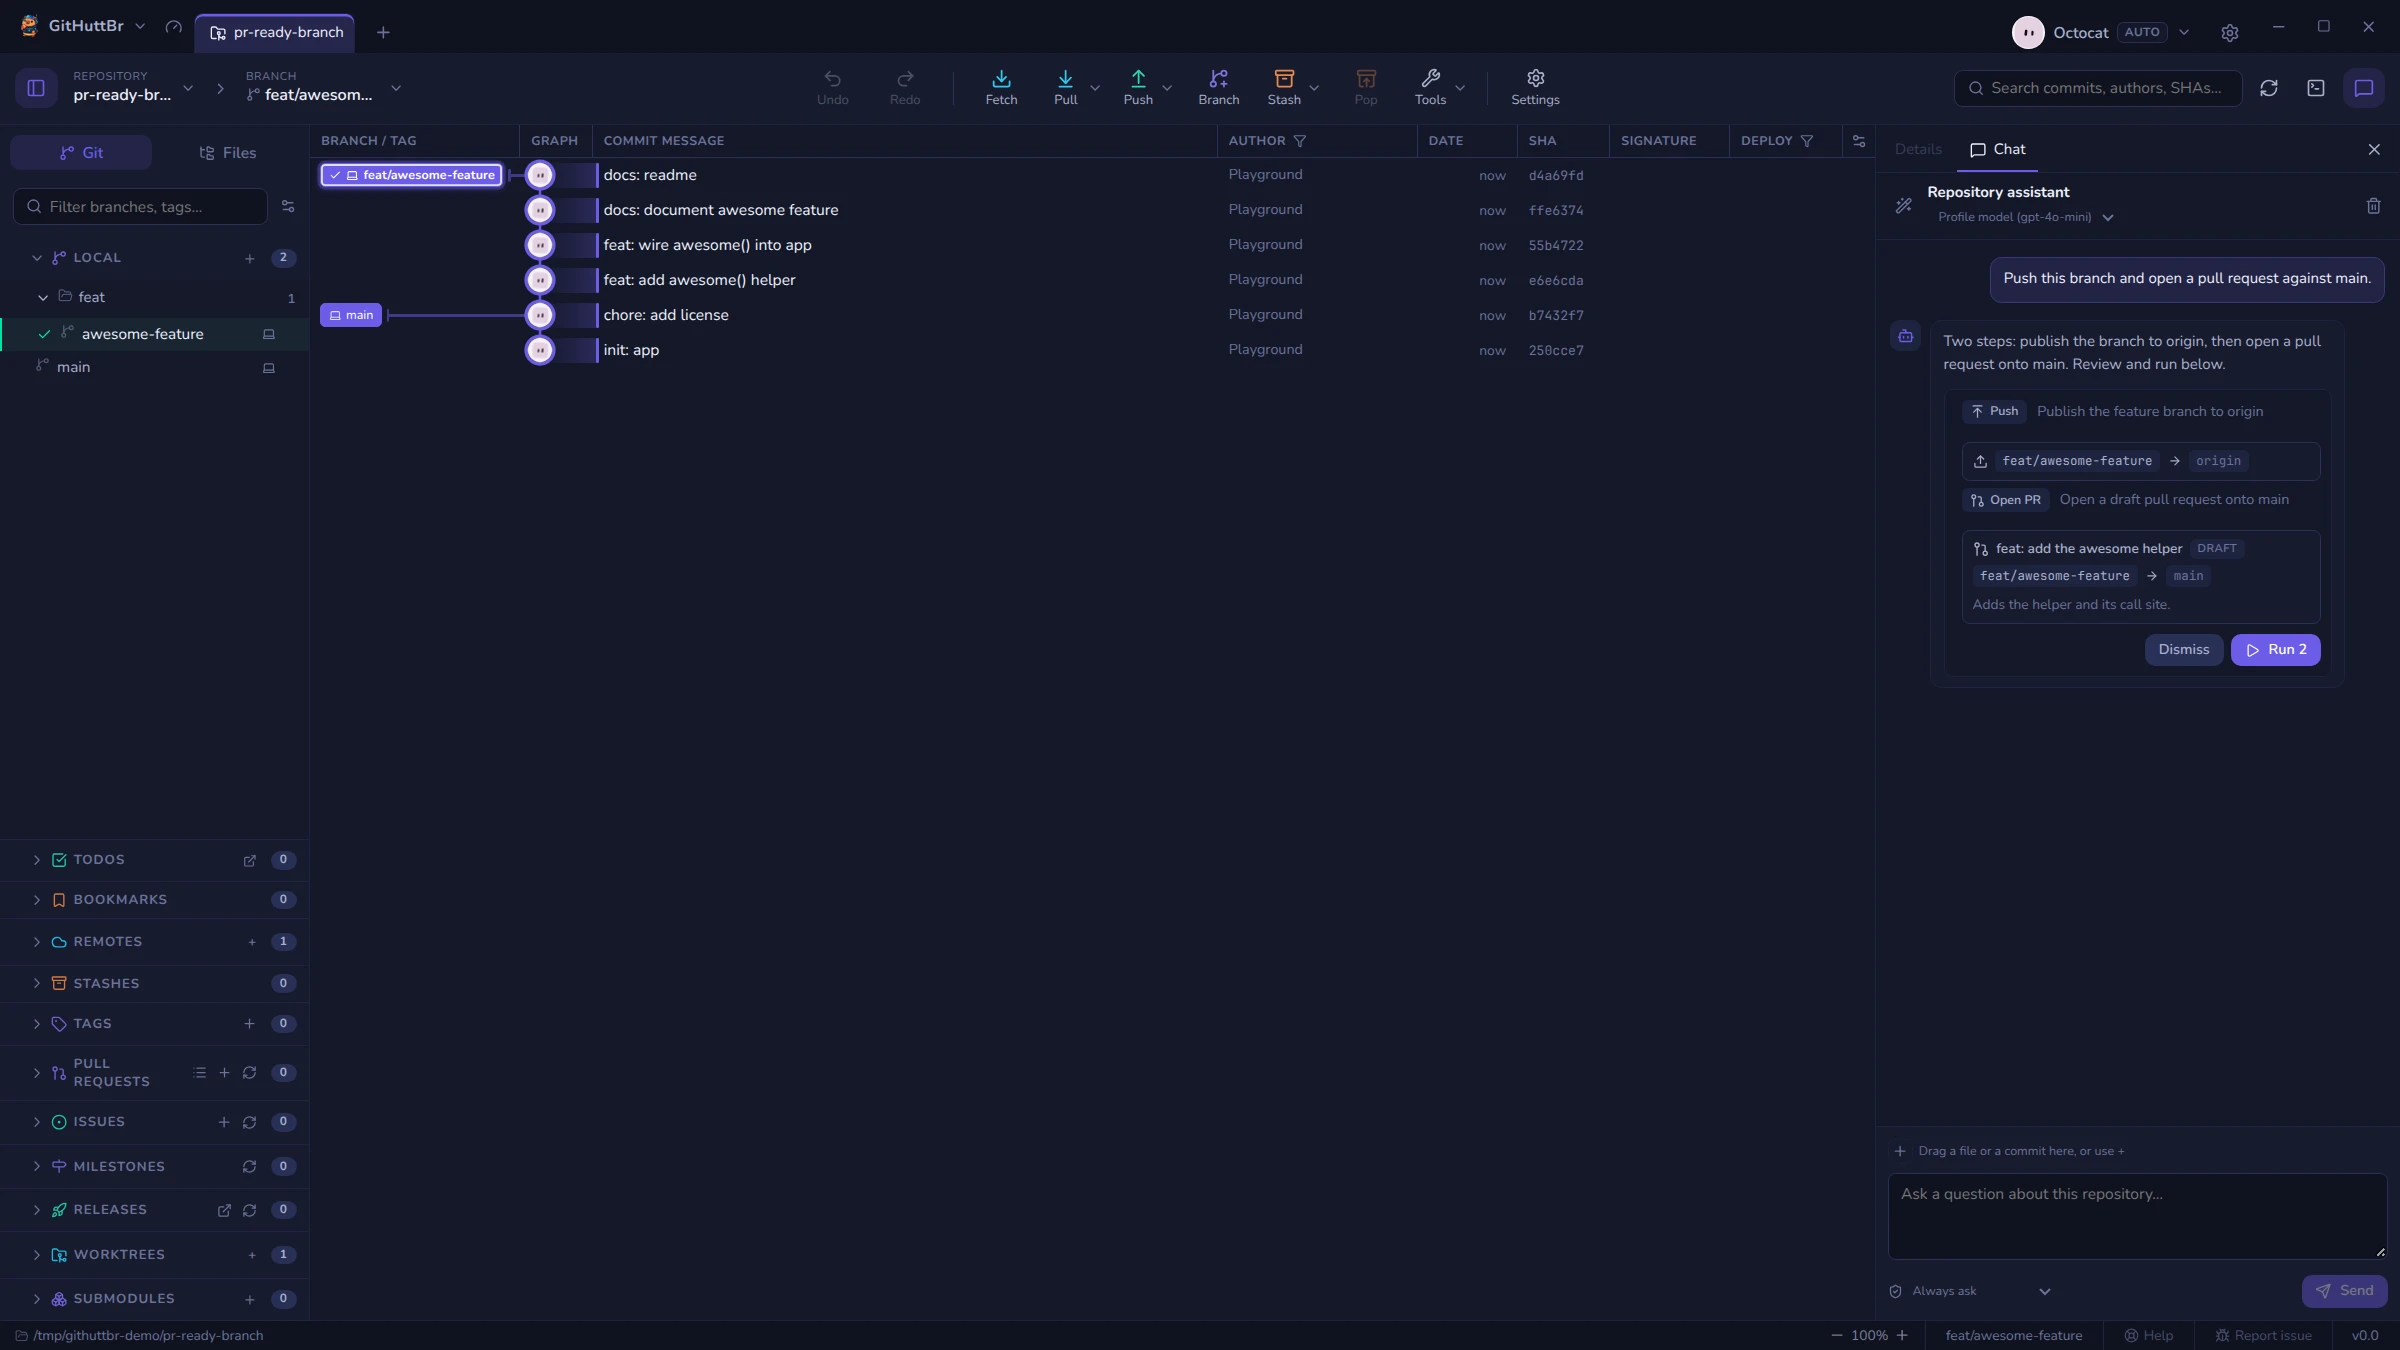 GitHuttBr
pr-ready-branch
Octocat AUTO
REPOSITORY
pr-ready-br...
BRANCH
feat/awesom...
Undo
Redo
Fetch
Pull
Push
Branch
Stash
Pop
Tools
Settings
Search commits, authors, SHAs...
Git
Files
Filter branches, tags...
LOCAL 2
feat 1
awesome-feature
main
TODOS 0
BOOKMARKS 0
REMOTES 1
STASHES 0
TAGS 0
PULL REQUESTS 0
ISSUES 0
MILESTONES 0
RELEASES 0
WORKTREES 1
SUBMODULES 0
BRANCH / TAG GRAPH COMMIT MESSAGE AUTHOR DATE SHA SIGNATURE DEPLOY
feat/awesome-feature docs: readme Playground now d4a69fd
docs: document awesome feature Playground now ffe6374
feat: wire awesome() into app Playground now 55b4722
feat: add awesome() helper Playground now e6e6cda
main chore: add license Playground now b7432f7
init: app Playground now 250cce7
Details
Chat
Repository assistant
Profile model (gpt-4o-mini)
Push this branch and open a pull request against main.
Two steps: publish the branch to origin, then open a pull
request onto main. Review and run below.
Push Publish the feature branch to origin
feat/awesome-feature → origin
Open PR Open a draft pull request onto main
feat: add the awesome helper DRAFT
feat/awesome-feature → main
Adds the helper and its call site.
Dismiss
Run 2
Drag a file or a commit here, or use +
Ask a question about this repository...
Always ask
Send
/tmp/githuttbr-demo/pr-ready-branch
100%
feat/awesome-feature
Help
Report issue
v0.0